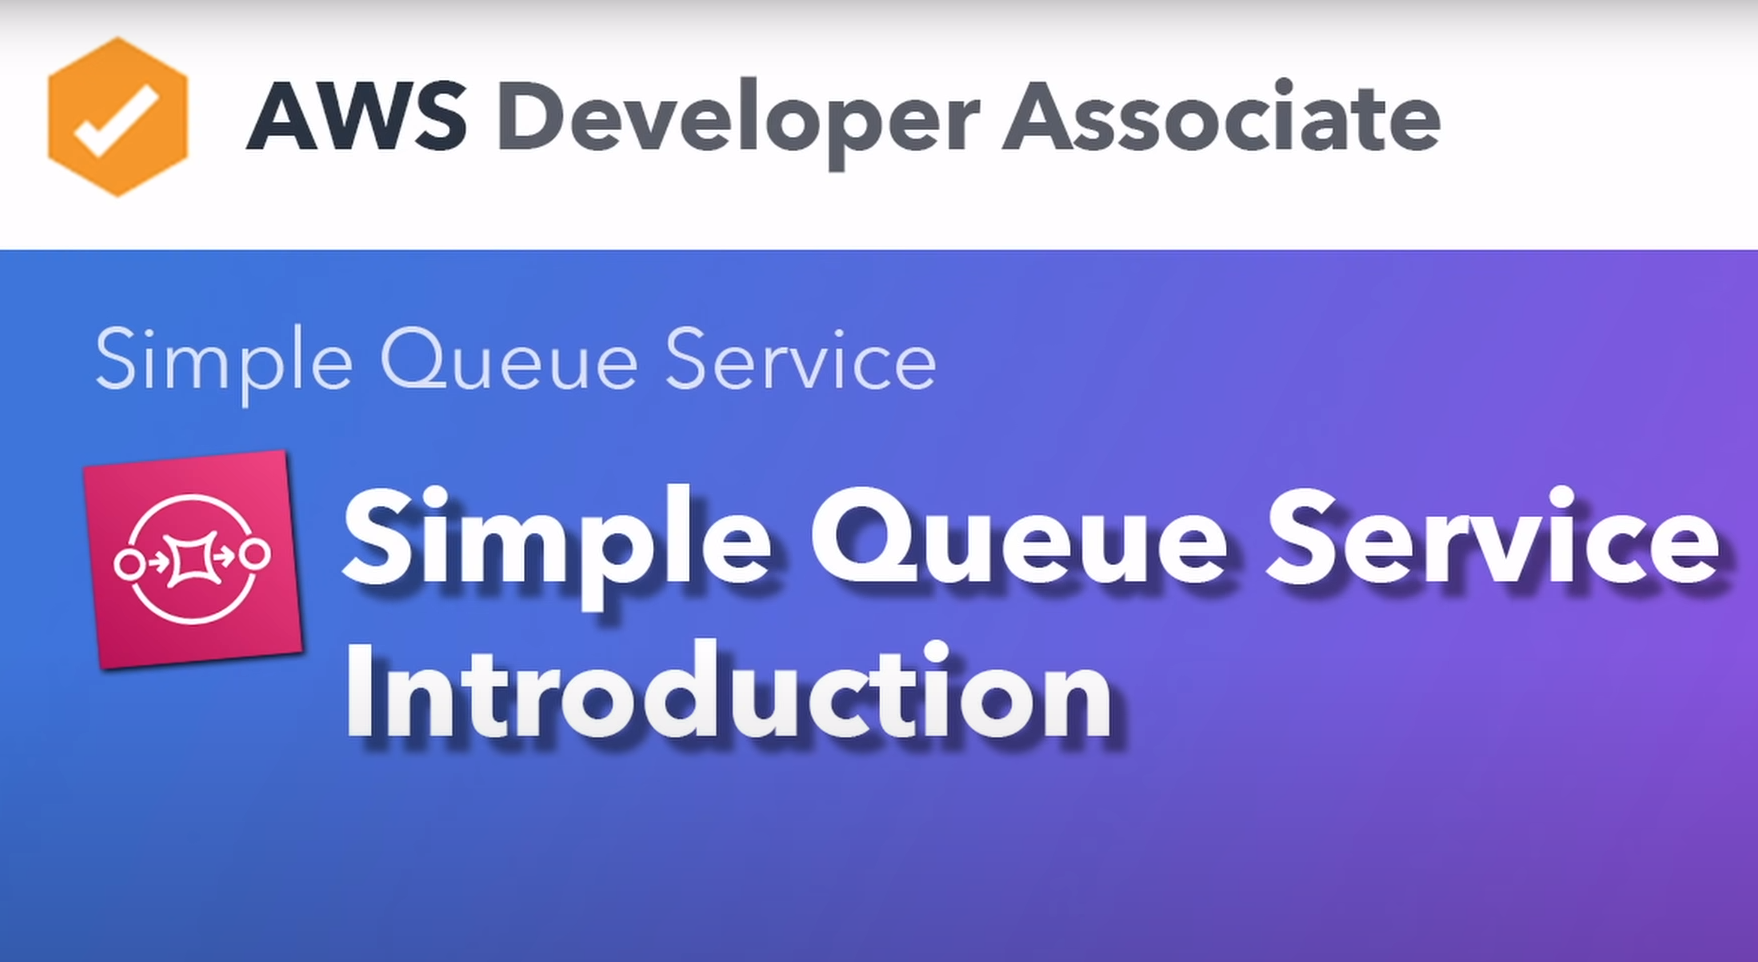 AWS Developer Associate
Simple Queue Service
Simple Queue Service
Introduction